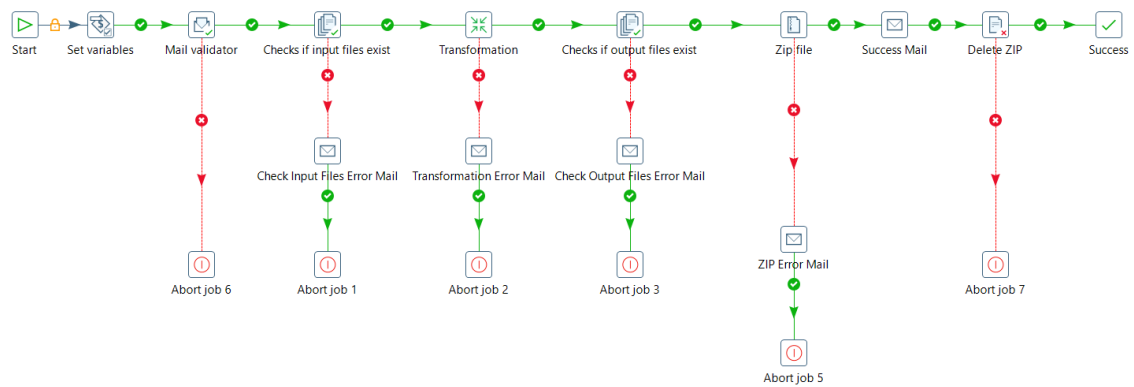 Start
Set variables
Mail validator
Checks if input files exist
Transformation
Checks if output files exist
Zip file
Success Mail
Delete ZIP
Success
Check Input Files Error Mail
Transformation Error Mail
Check Output Files Error Mail
ZIP Error Mail
Abort job 6
Abort job 1
Abort job 2
Abort job 3
Abort job 7
Abort job 5